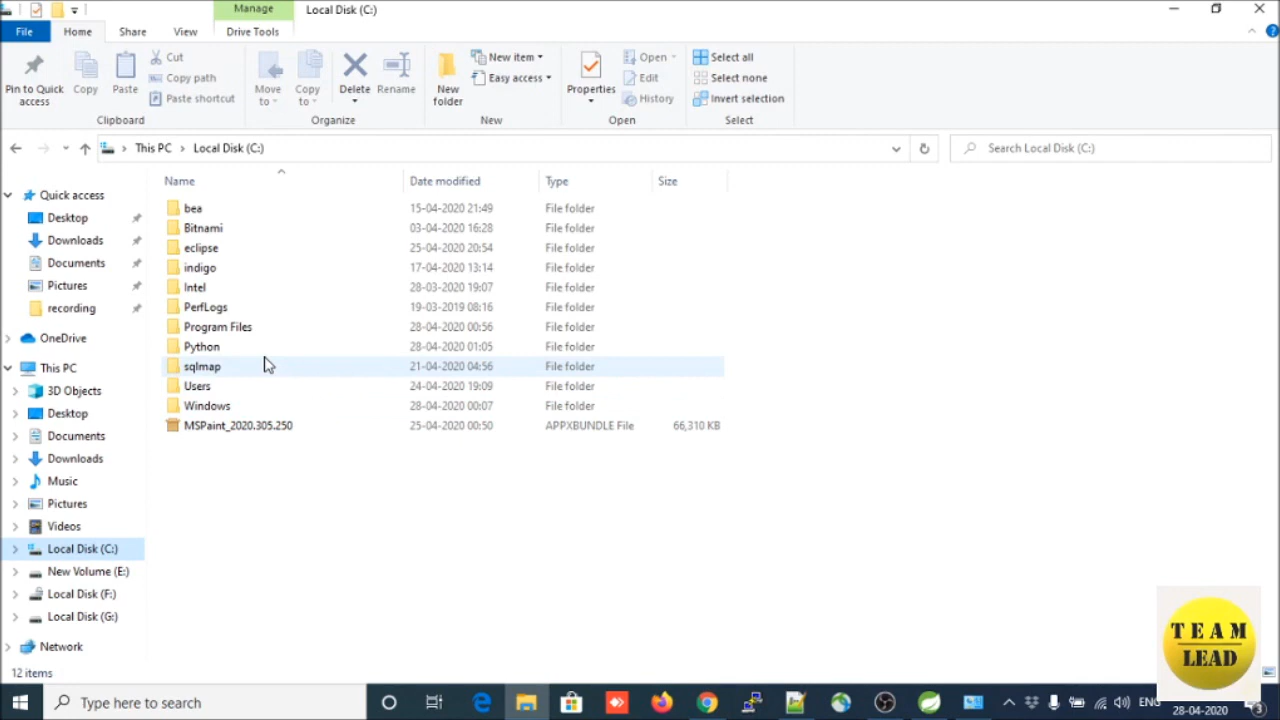 Manage
Local Disk (C:)
File
Home
Share
View
Drive Tools
Pin to Quick access
Copy
Paste
Cut
Copy path
Paste shortcut
Clipboard
Move to
Copy to
Delete
Rename
Organize
New folder
New item
Easy access
New
Properties
Open
Edit
History
Open
Select all
Select none
Invert selection
Select
This PC > Local Disk (C:)
Search Local Disk (C:)
Name Date modified Type Size
Quick access
Desktop
Downloads
Documents
Pictures
recording
OneDrive
This PC
3D Objects
Desktop
Documents
Downloads
Music
Pictures
Videos
Local Disk (C:)
New Volume (E:)
Local Disk (F:)
Local Disk (G:)
Network
bea 15-04-2020 21:49 File folder
Bitnami 03-04-2020 16:28 File folder
eclipse 25-04-2020 20:54 File folder
indigo 17-04-2020 13:14 File folder
Intel 28-03-2020 19:07 File folder
PerfLogs 19-03-2019 08:16 File folder
Program Files 28-04-2020 00:56 File folder
Python 28-04-2020 01:05 File folder
sqlmap 21-04-2020 04:56 File folder
Users 24-04-2020 19:09 File folder
Windows 28-04-2020 00:07 File folder
MSPaint_2020.305.250 25-04-2020 00:50 APPXBUNDLE File 66,310 KB
12 items
TEAM
LEAD
Type here to search
ENG
28-04-2020
3